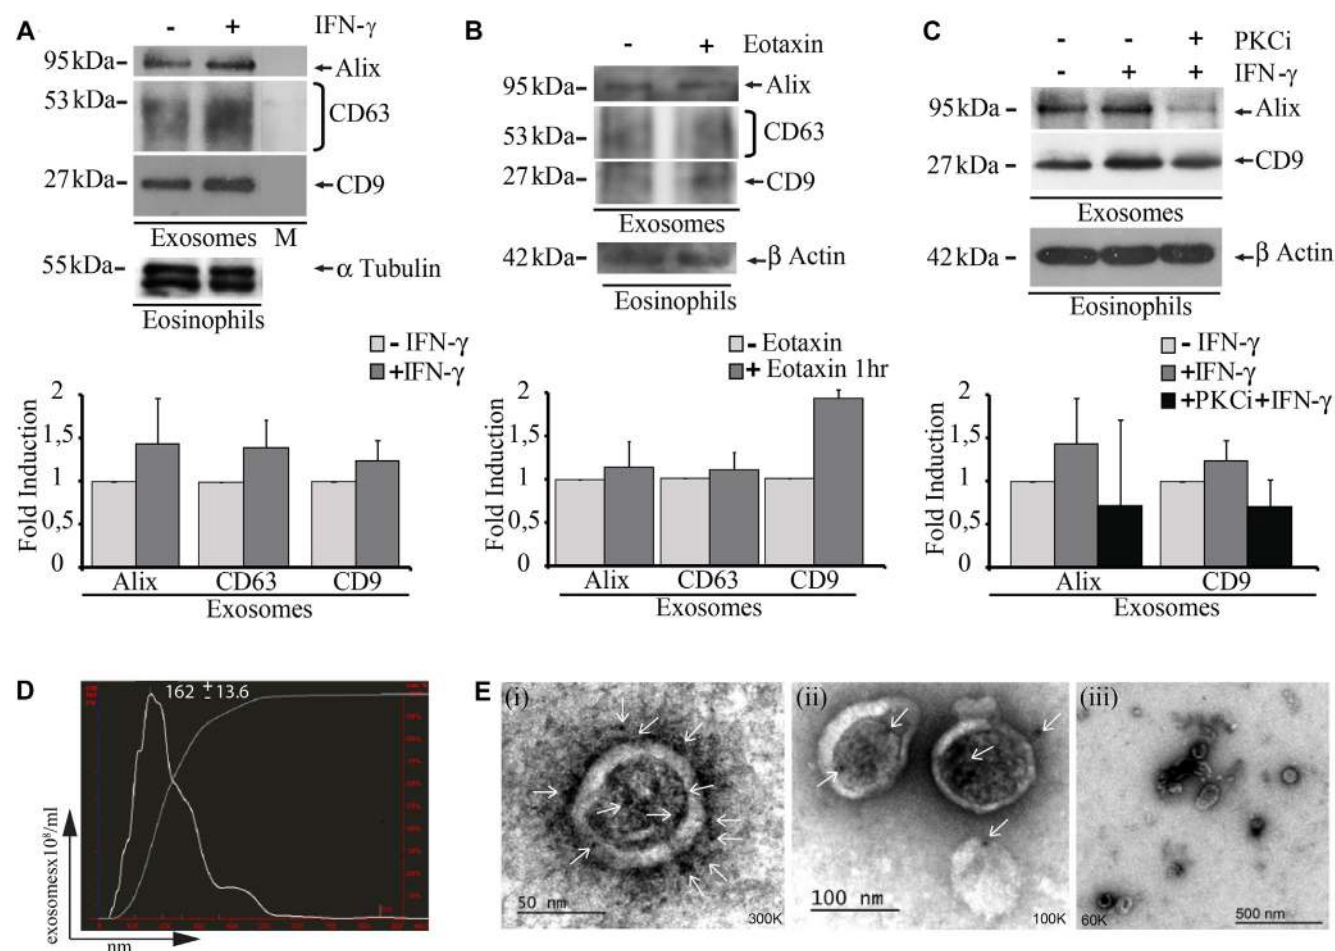 A
- + IFN-γ
95kDa- ←Alix
53kDa- CD63
27kDa- ←CD9
Exosomes M
55kDa- ←α Tubulin
Eosinophils
- IFN-γ
+IFN-γ
Fold Induction
2
1,5
1
0,5
0
Alix CD63 CD9
Exosomes
B
- + Eotaxin
95kDa- ←Alix
53kDa- CD63
27kDa- ←CD9
Exosomes
42kDa- ←β Actin
Eosinophils
- Eotaxin
+ Eotaxin 1hr
Fold Induction
2
1,5
1
0,5
0
Alix CD63 CD9
Exosomes
C
- - + PKCi
- + + IFN-γ
95kDa- ←Alix
27kDa- ←CD9
Exosomes
42kDa- ←β Actin
Eosinophils
- IFN-γ
+IFN-γ
+PKCi+IFN-γ
Fold Induction
2
1,5
1
0,5
0
Alix CD9
Exosomes
D
162 ± 13.6
exosomesx10⁸/ml
nm
E
(i)
50 nm
300K
(ii)
100 nm
100K
(iii)
60K
500 nm